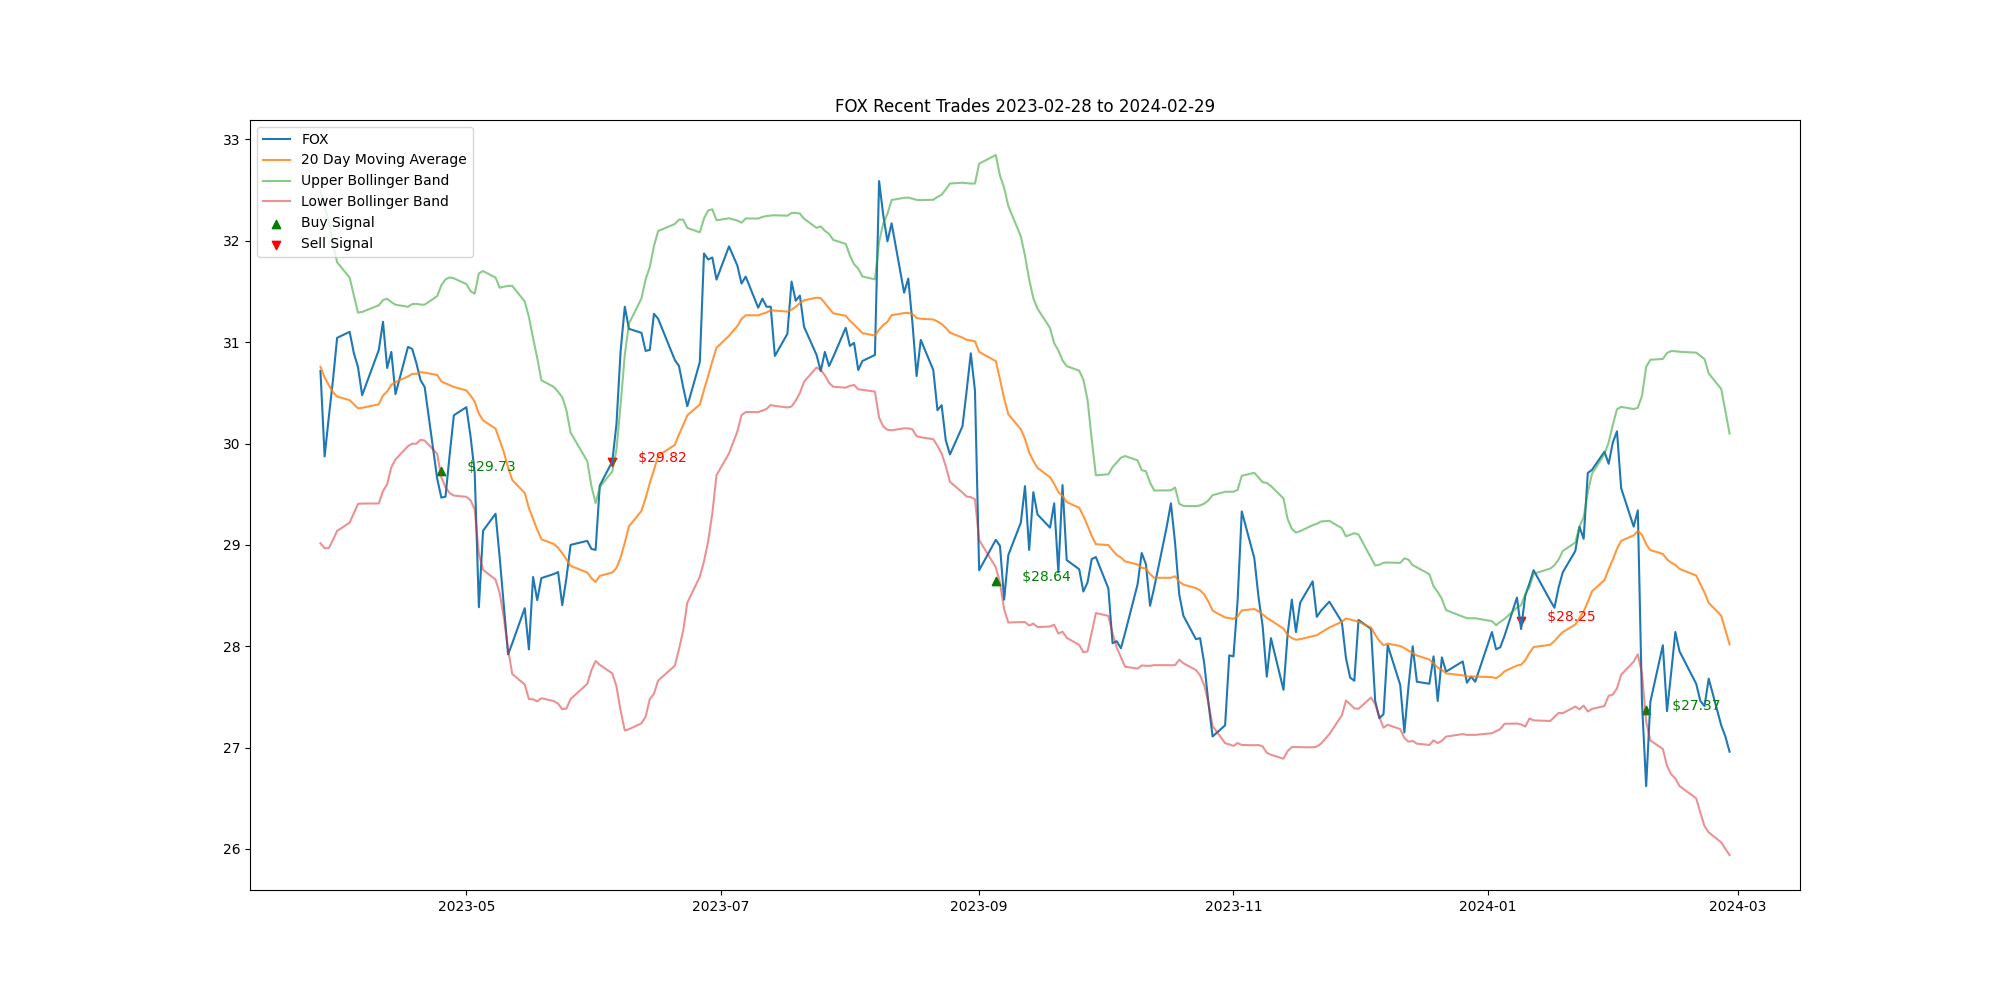 FOX Recent Trades 2023-02-28 to 2024-02-29
33
32
31
30
29
28
27
26
FOX
20 Day Moving Average
Upper Bollinger Band
Lower Bollinger Band
Buy Signal
Sell Signal
$29.73
$29.82
$28.64
$28.25
$27.37
2023-05
2023-07
2023-09
2023-11
2024-01
2024-03